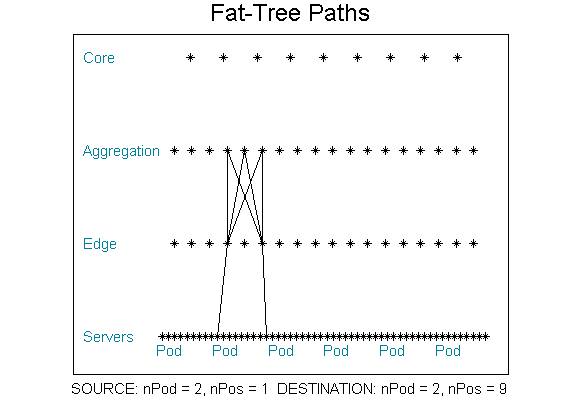 Fat-Tree Paths
Core
Aggregation
Edge
Servers
Pod Pod Pod Pod Pod Pod
SOURCE: nPod = 2, nPos = 1 DESTINATION: nPod = 2, nPos = 9